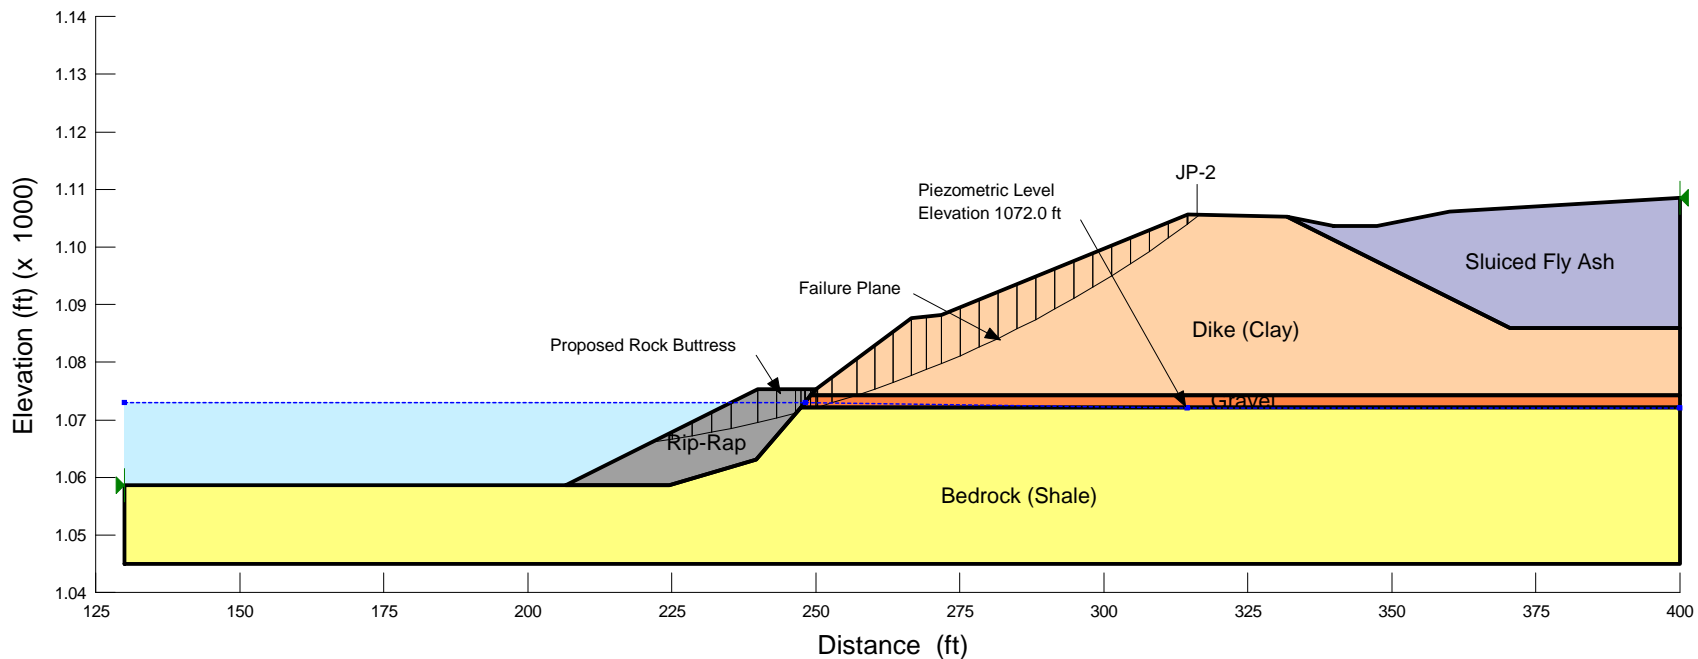 1.14
1.13
1.12
1.11
1.10
1.09
1.08
1.07
1.06
1.05
1.04
Elevation (ft) (x 1000)
JP-2
Piezometric Level
Elevation 1072.0 ft
Sluiced Fly Ash
Failure Plane
Dike (Clay)
Proposed Rock Buttress
Gravel
Rip-Rap
Bedrock (Shale)
125
150
175
200
225
250
275
300
325
350
375
400
Distance (ft)